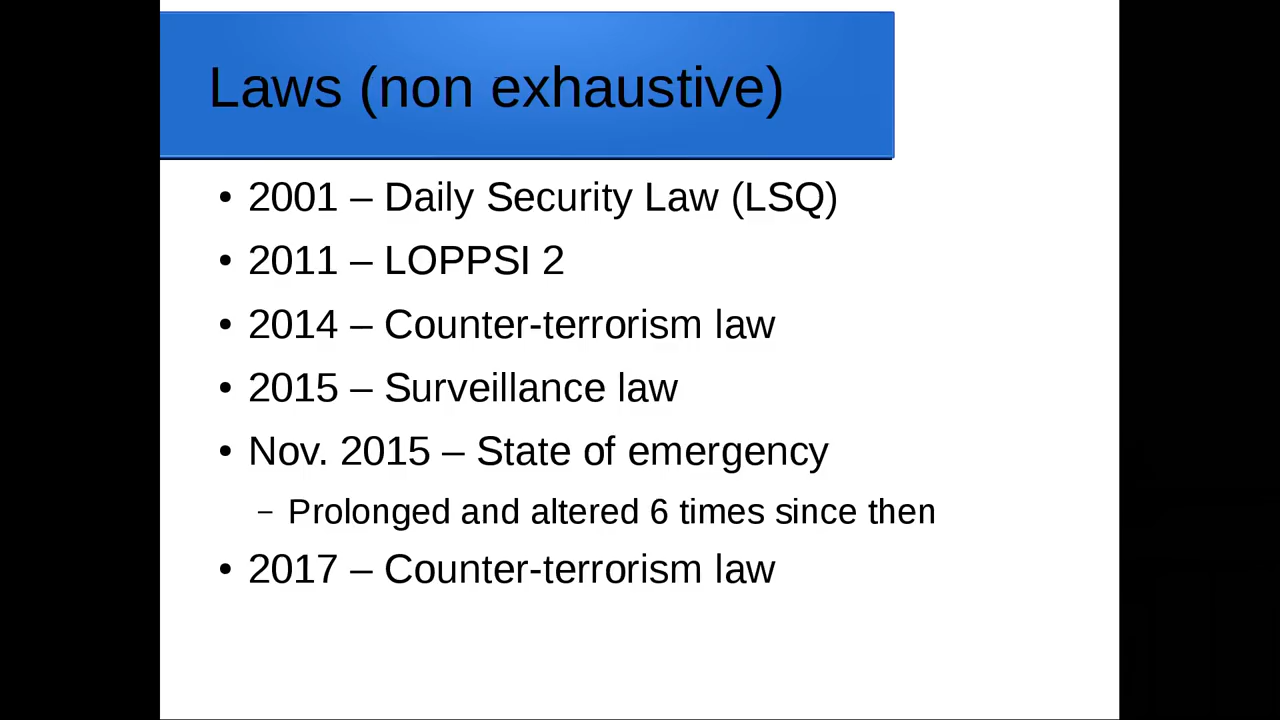 Laws (non exhaustive)
• 2001 – Daily Security Law (LSQ)
• 2011 – LOPPSI 2
• 2014 – Counter-terrorism law
• 2015 – Surveillance law
• Nov. 2015 – State of emergency
– Prolonged and altered 6 times since then
• 2017 – Counter-terrorism law